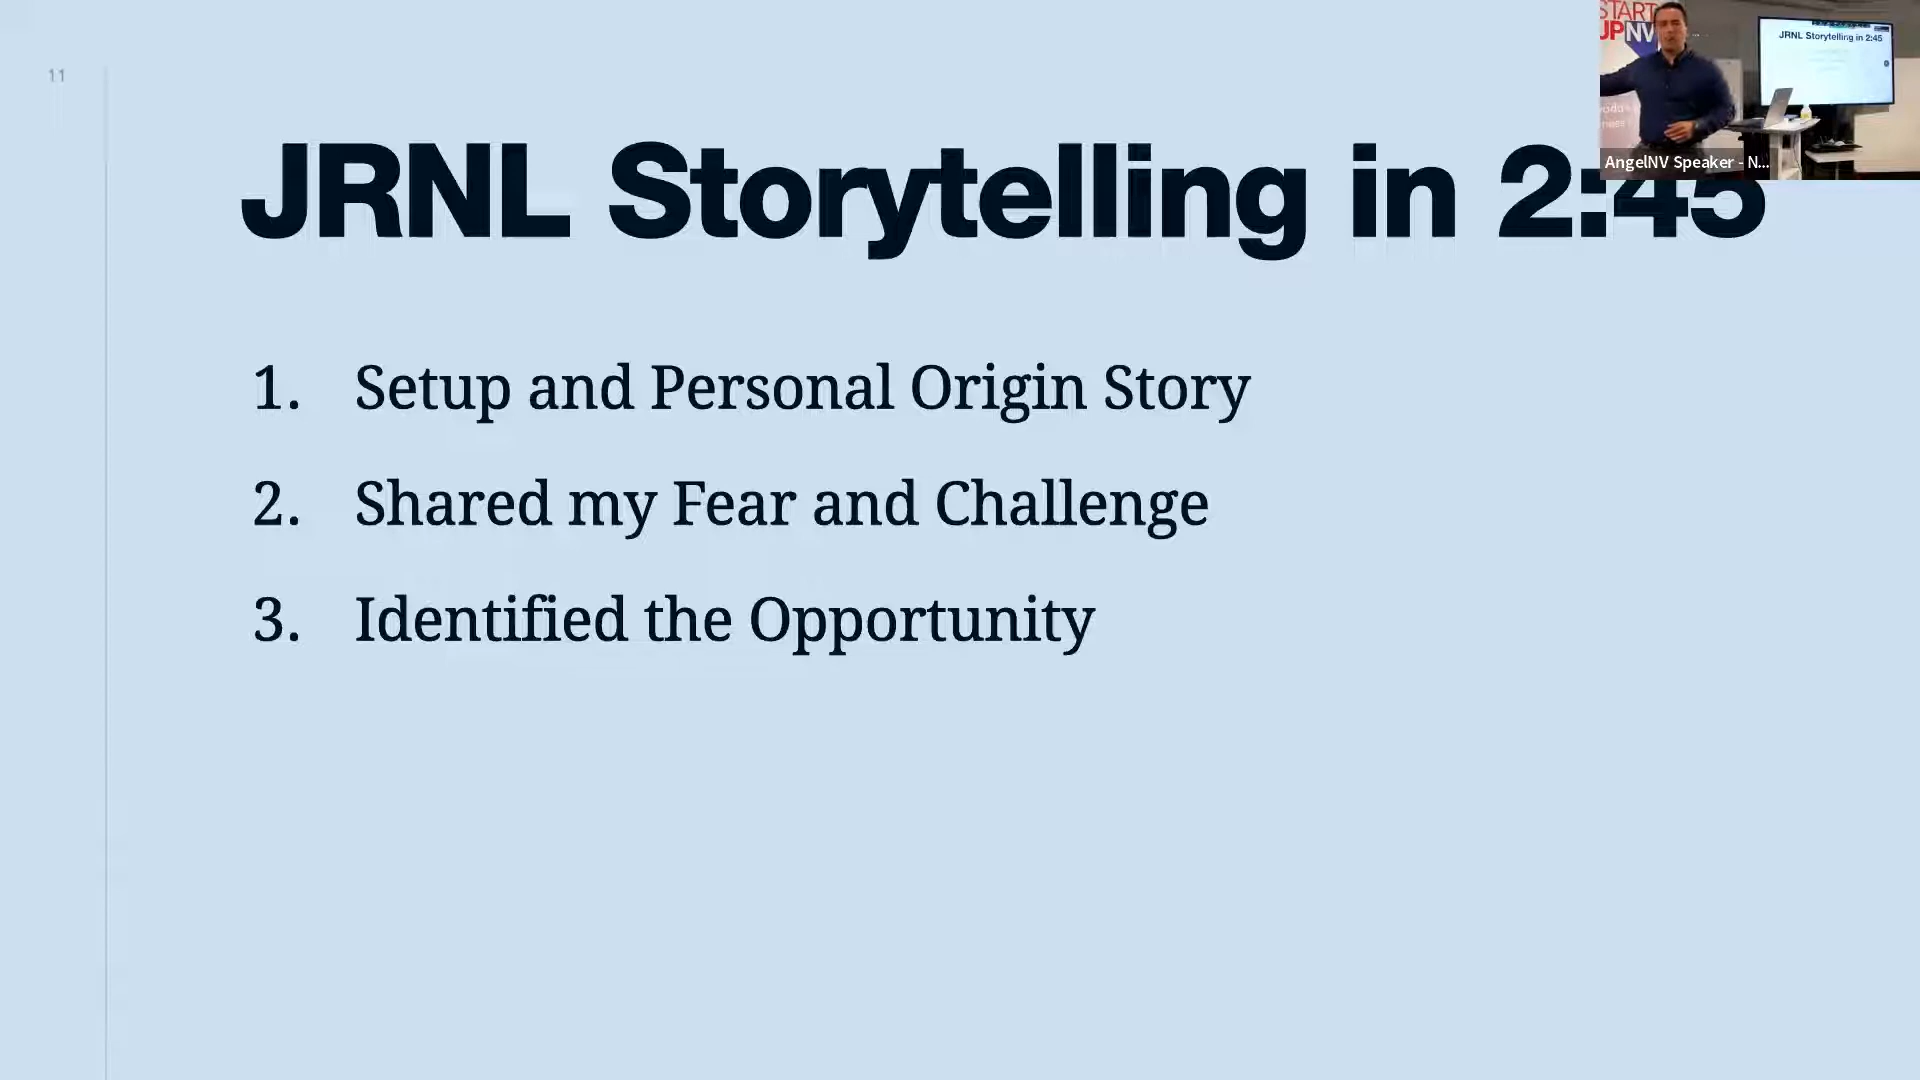 11
JRNL Storytelling in 2:45
1. Setup and Personal Origin Story
2. Shared my Fear and Challenge
3. Identified the Opportunity
START
UPNV
JRNL Storytelling in 2:45
AngelNV Speaker - N...